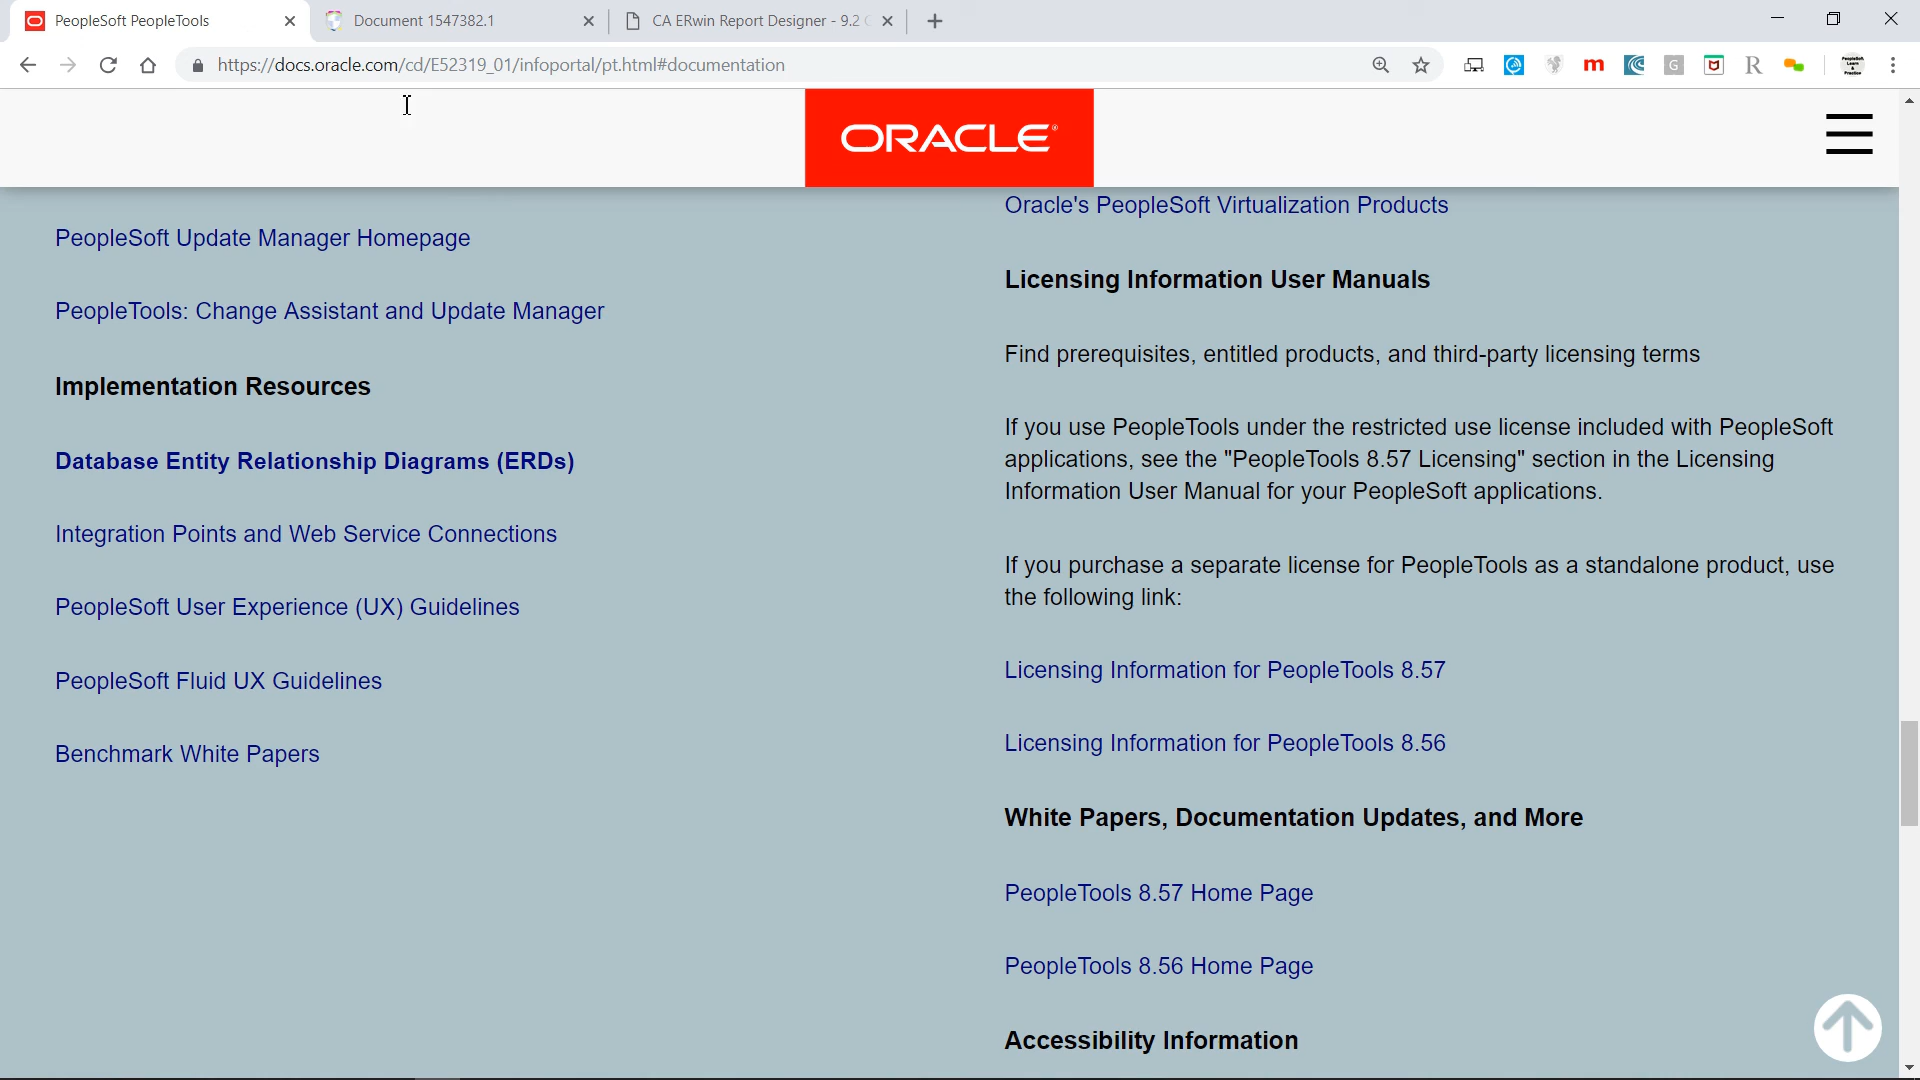 PeopleSoft PeopleTools
Document 1547382.1
CA ERwin Report Designer - 9.2
https://docs.oracle.com/cd/E52319_01/infoportal/pt.html#documentation
ORACLE
PeopleSoft Update Manager Homepage
PeopleTools: Change Assistant and Update Manager
Implementation Resources
Database Entity Relationship Diagrams (ERDs)
Integration Points and Web Service Connections
PeopleSoft User Experience (UX) Guidelines
PeopleSoft Fluid UX Guidelines
Benchmark White Papers
Oracle's PeopleSoft Virtualization Products
Licensing Information User Manuals
Find prerequisites, entitled products, and third-party licensing terms
If you use PeopleTools under the restricted use license included with PeopleSoft
applications, see the "PeopleTools 8.57 Licensing" section in the Licensing
Information User Manual for your PeopleSoft applications.
If you purchase a separate license for PeopleTools as a standalone product, use
the following link:
Licensing Information for PeopleTools 8.57
Licensing Information for PeopleTools 8.56
White Papers, Documentation Updates, and More
PeopleTools 8.57 Home Page
PeopleTools 8.56 Home Page
Accessibility Information